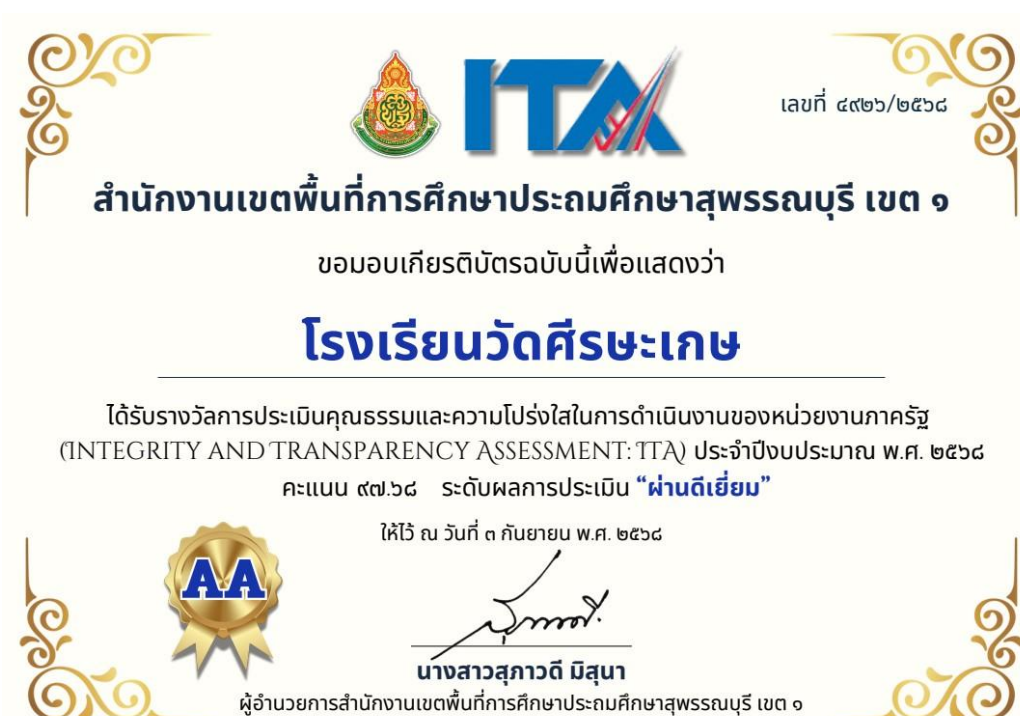 ITA
เลขที่ ๔๙๒๖/๒๕๖๘
สำนักงานเขตพื้นที่การศึกษาประถมศึกษาสุพรรณบุรี เขต ๑
ขอมอบเกียรติบัตรฉบับนี้เพื่อแสดงว่า
โรงเรียนวัดศีรษะเกษ
ได้รับรางวัลการประเมินคุณธรรมและความโปร่งใสในการดำเนินงานของหน่วยงานภาครัฐ
(INTEGRITY AND TRANSPARENCY ASSESSMENT: ITA) ประจำปีงบประมาณ พ.ศ. ๒๕๖๘
คะแนน ๙๗.๖๘ ระดับผลการประเมิน “ผ่านดีเยี่ยม”
ให้ไว้ ณ วันที่ ๓ กันยายน พ.ศ. ๒๕๖๘
AA
นางสาวสุภาวดี มิสุนา
ผู้อำนวยการสำนักงานเขตพื้นที่การศึกษาประถมศึกษาสุพรรณบุรี เขต ๑